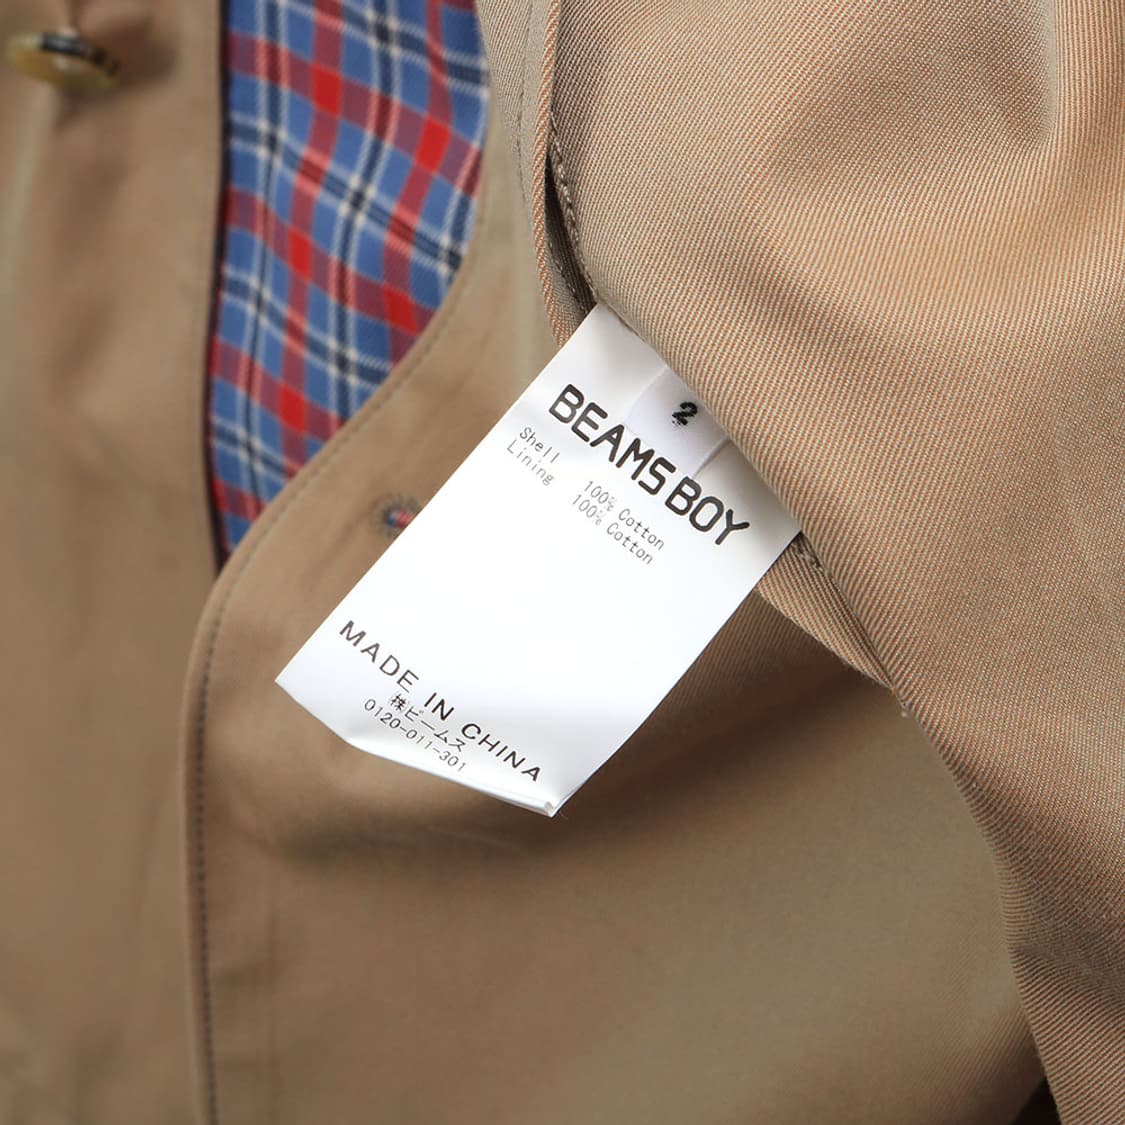 2
BEAMS BOY
Shell 100% Cotton
Lining 100% Cotton
MADE IN CHINA
㈱ビームス
0120-011-301